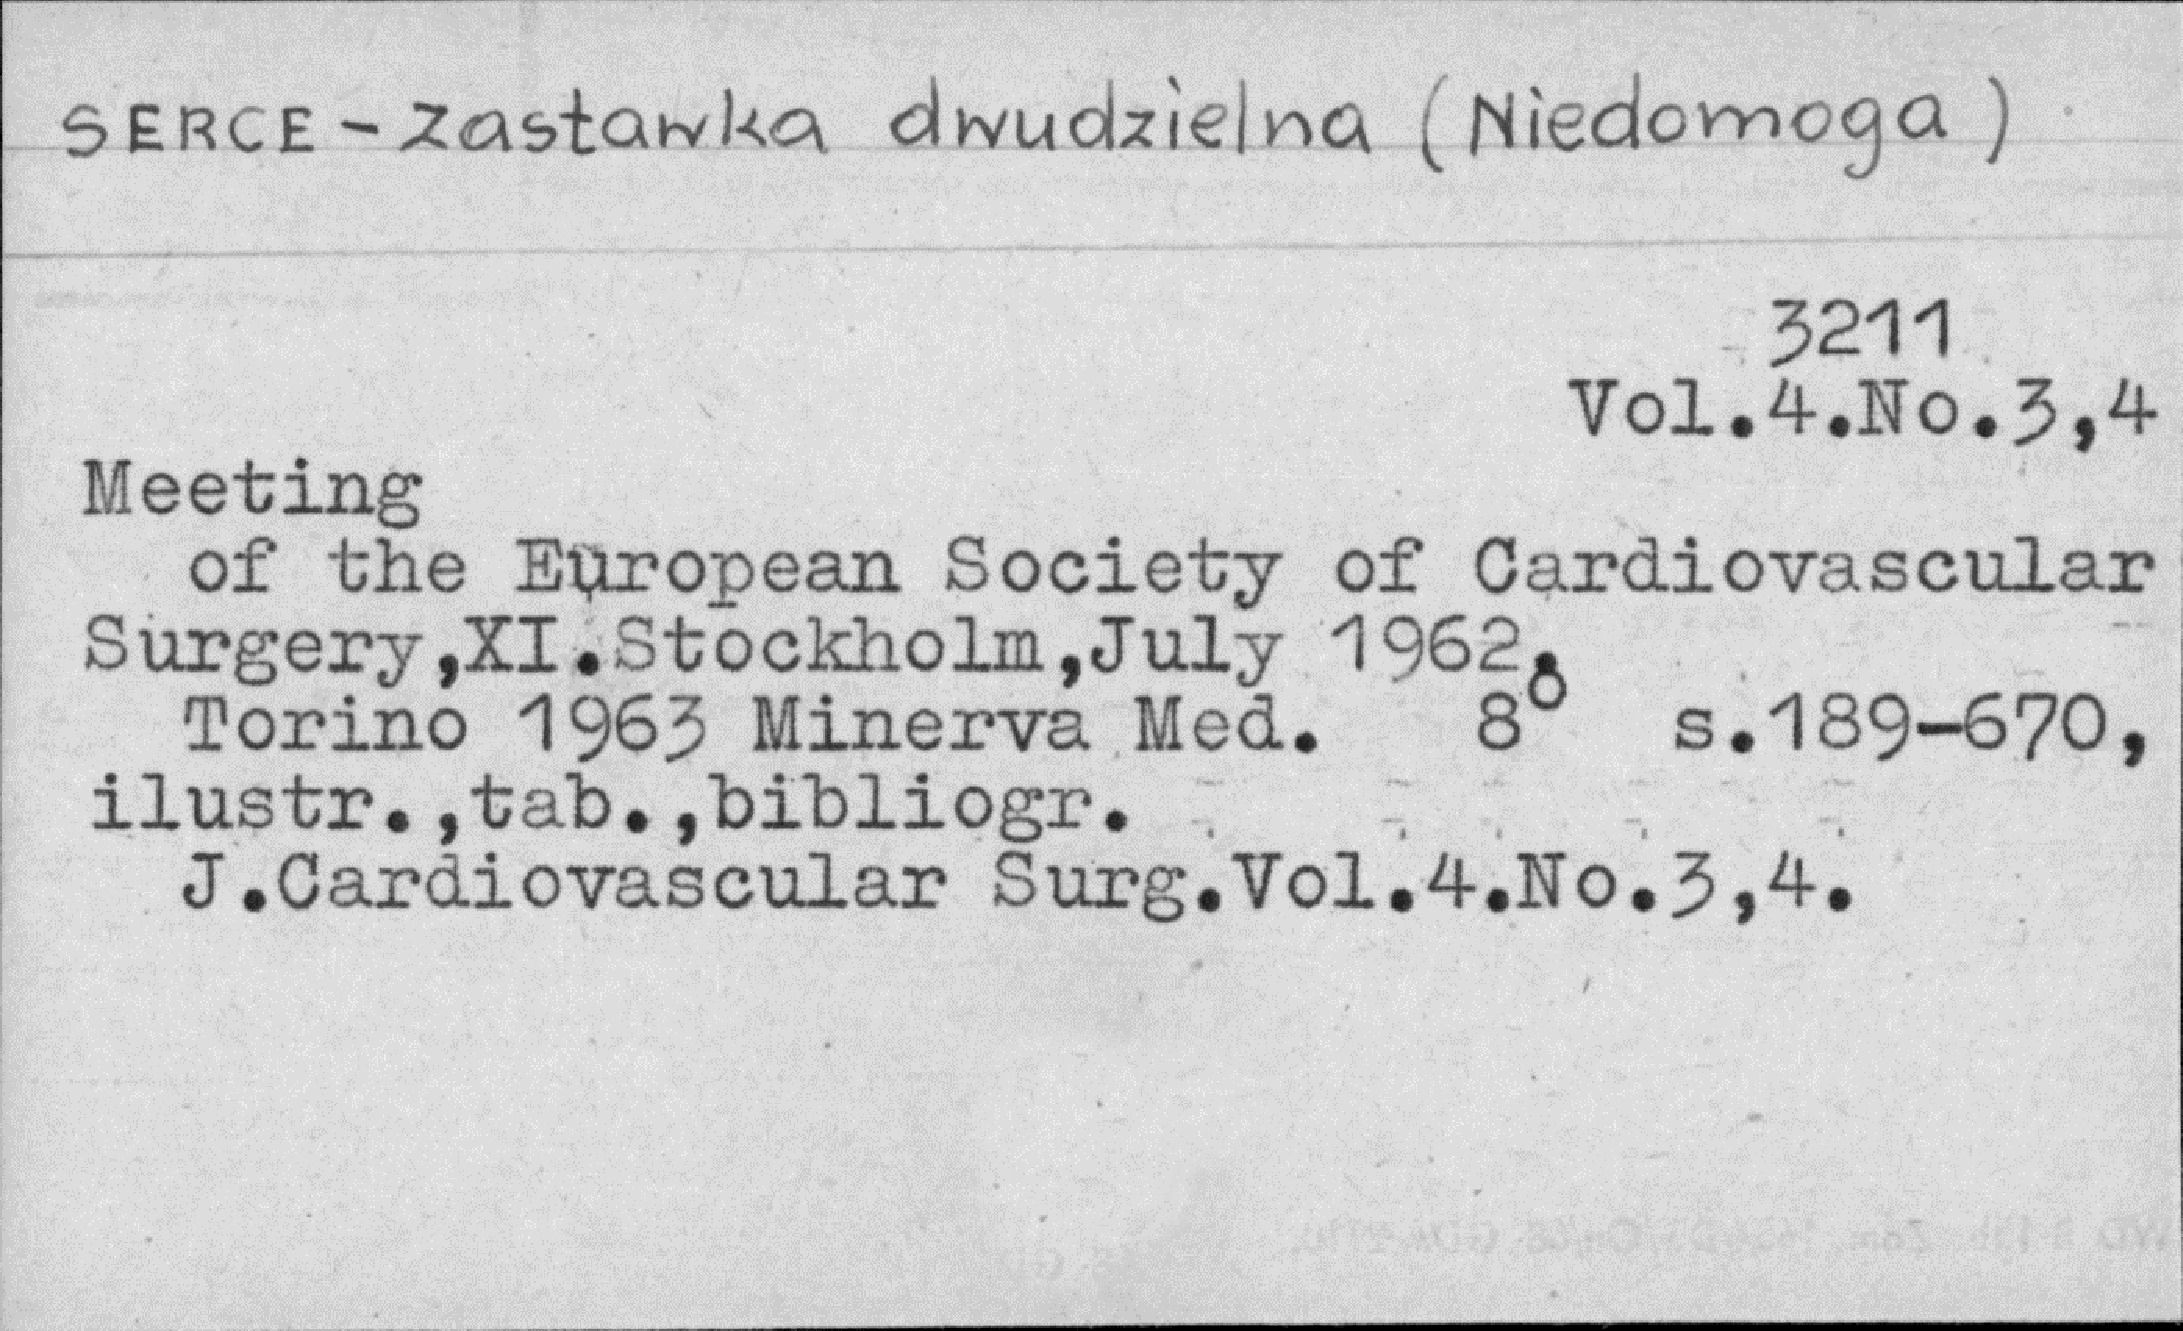 SERCE - Zastawka dwudzielna (Niedomoga)
3211
Vol.4.No.3,4
Meeting
of the European Society of Cardiovascular
Surgery,XI.Stockholm,July 1962.
Torino 1963 Minerva Med. 8° s.189-670,
ilustr.,tab.,bibliogr.
J.Cardiovascular Surg.Vol.4.No.3,4.